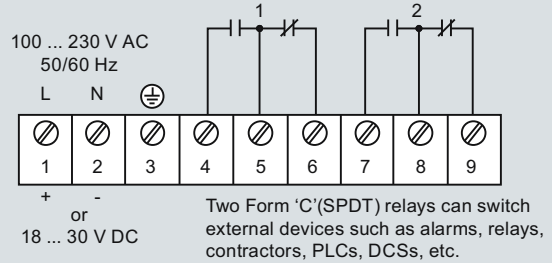 1
2
100 ... 230 V AC
50/60 Hz
L N
1 2 3 4 5 6 7 8 9
+ -
or
18 ... 30 V DC
Two Form ‘C’(SPDT) relays can switch
external devices such as alarms, relays,
contractors, PLCs, DCSs, etc.